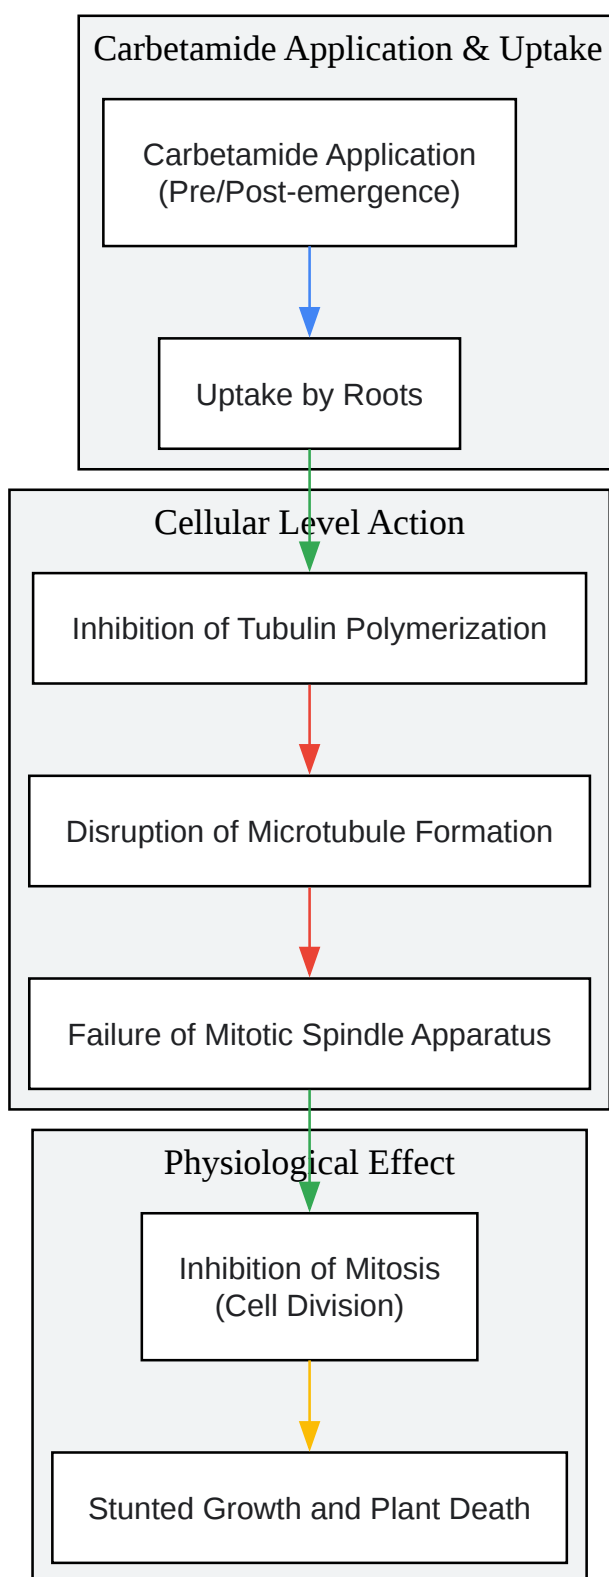 Carbetamide Application & Uptake
Carbetamide Application
(Pre/Post-emergence)
Uptake by Roots
Cellular Level Action
Inhibition of Tubulin Polymerization
Disruption of Microtubule Formation
Failure of Mitotic Spindle Apparatus
Physiological Effect
Inhibition of Mitosis
(Cell Division)
Stunted Growth and Plant Death